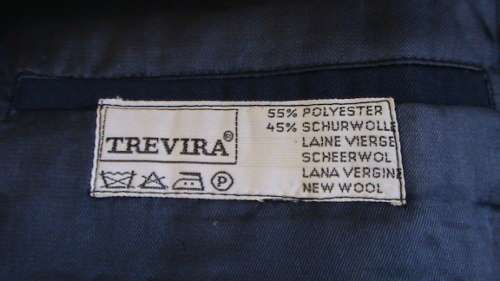 TREVIRA®
P
55% POLYESTER
45% SCHURWOLLE
LAINE VIERGE
SCHEERWOL
LANA VERGINE
NEW WOOL